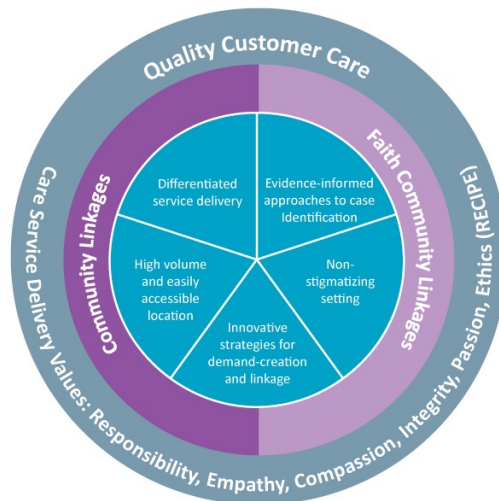 Quality Customer Care
Community Linkages
Faith Community Linkages
Differentiated
service delivery
Evidence-informed
approaches to case
Identification
High volume
and easily
accessible
location
Non-
stigmatizing
setting
Innovative
strategies for
demand-creation
and linkage
Care Service Delivery Values: Responsibility, Empathy, Compassion, Integrity, Passion, Ethics (RECIPE)